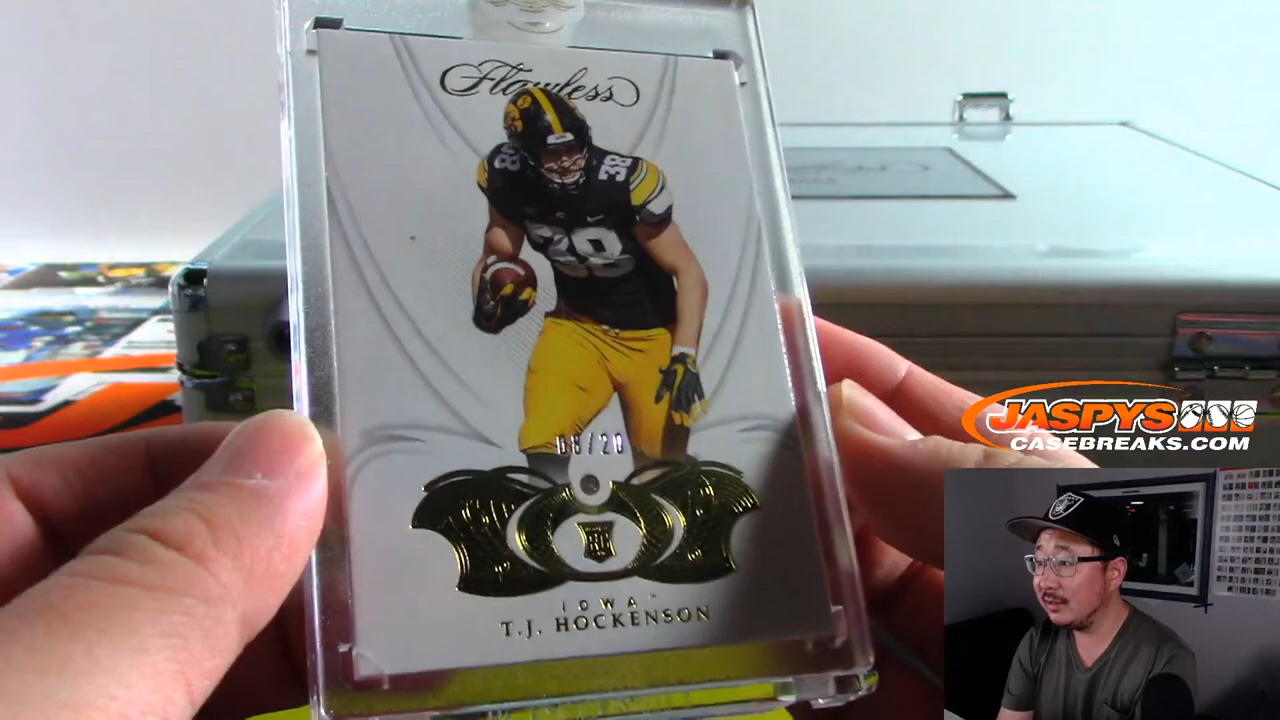 Flawless
38
38
38
08/20
RC
IOWA
T.J. HOCKENSON
JASPYS
CASEBREAKS.COM